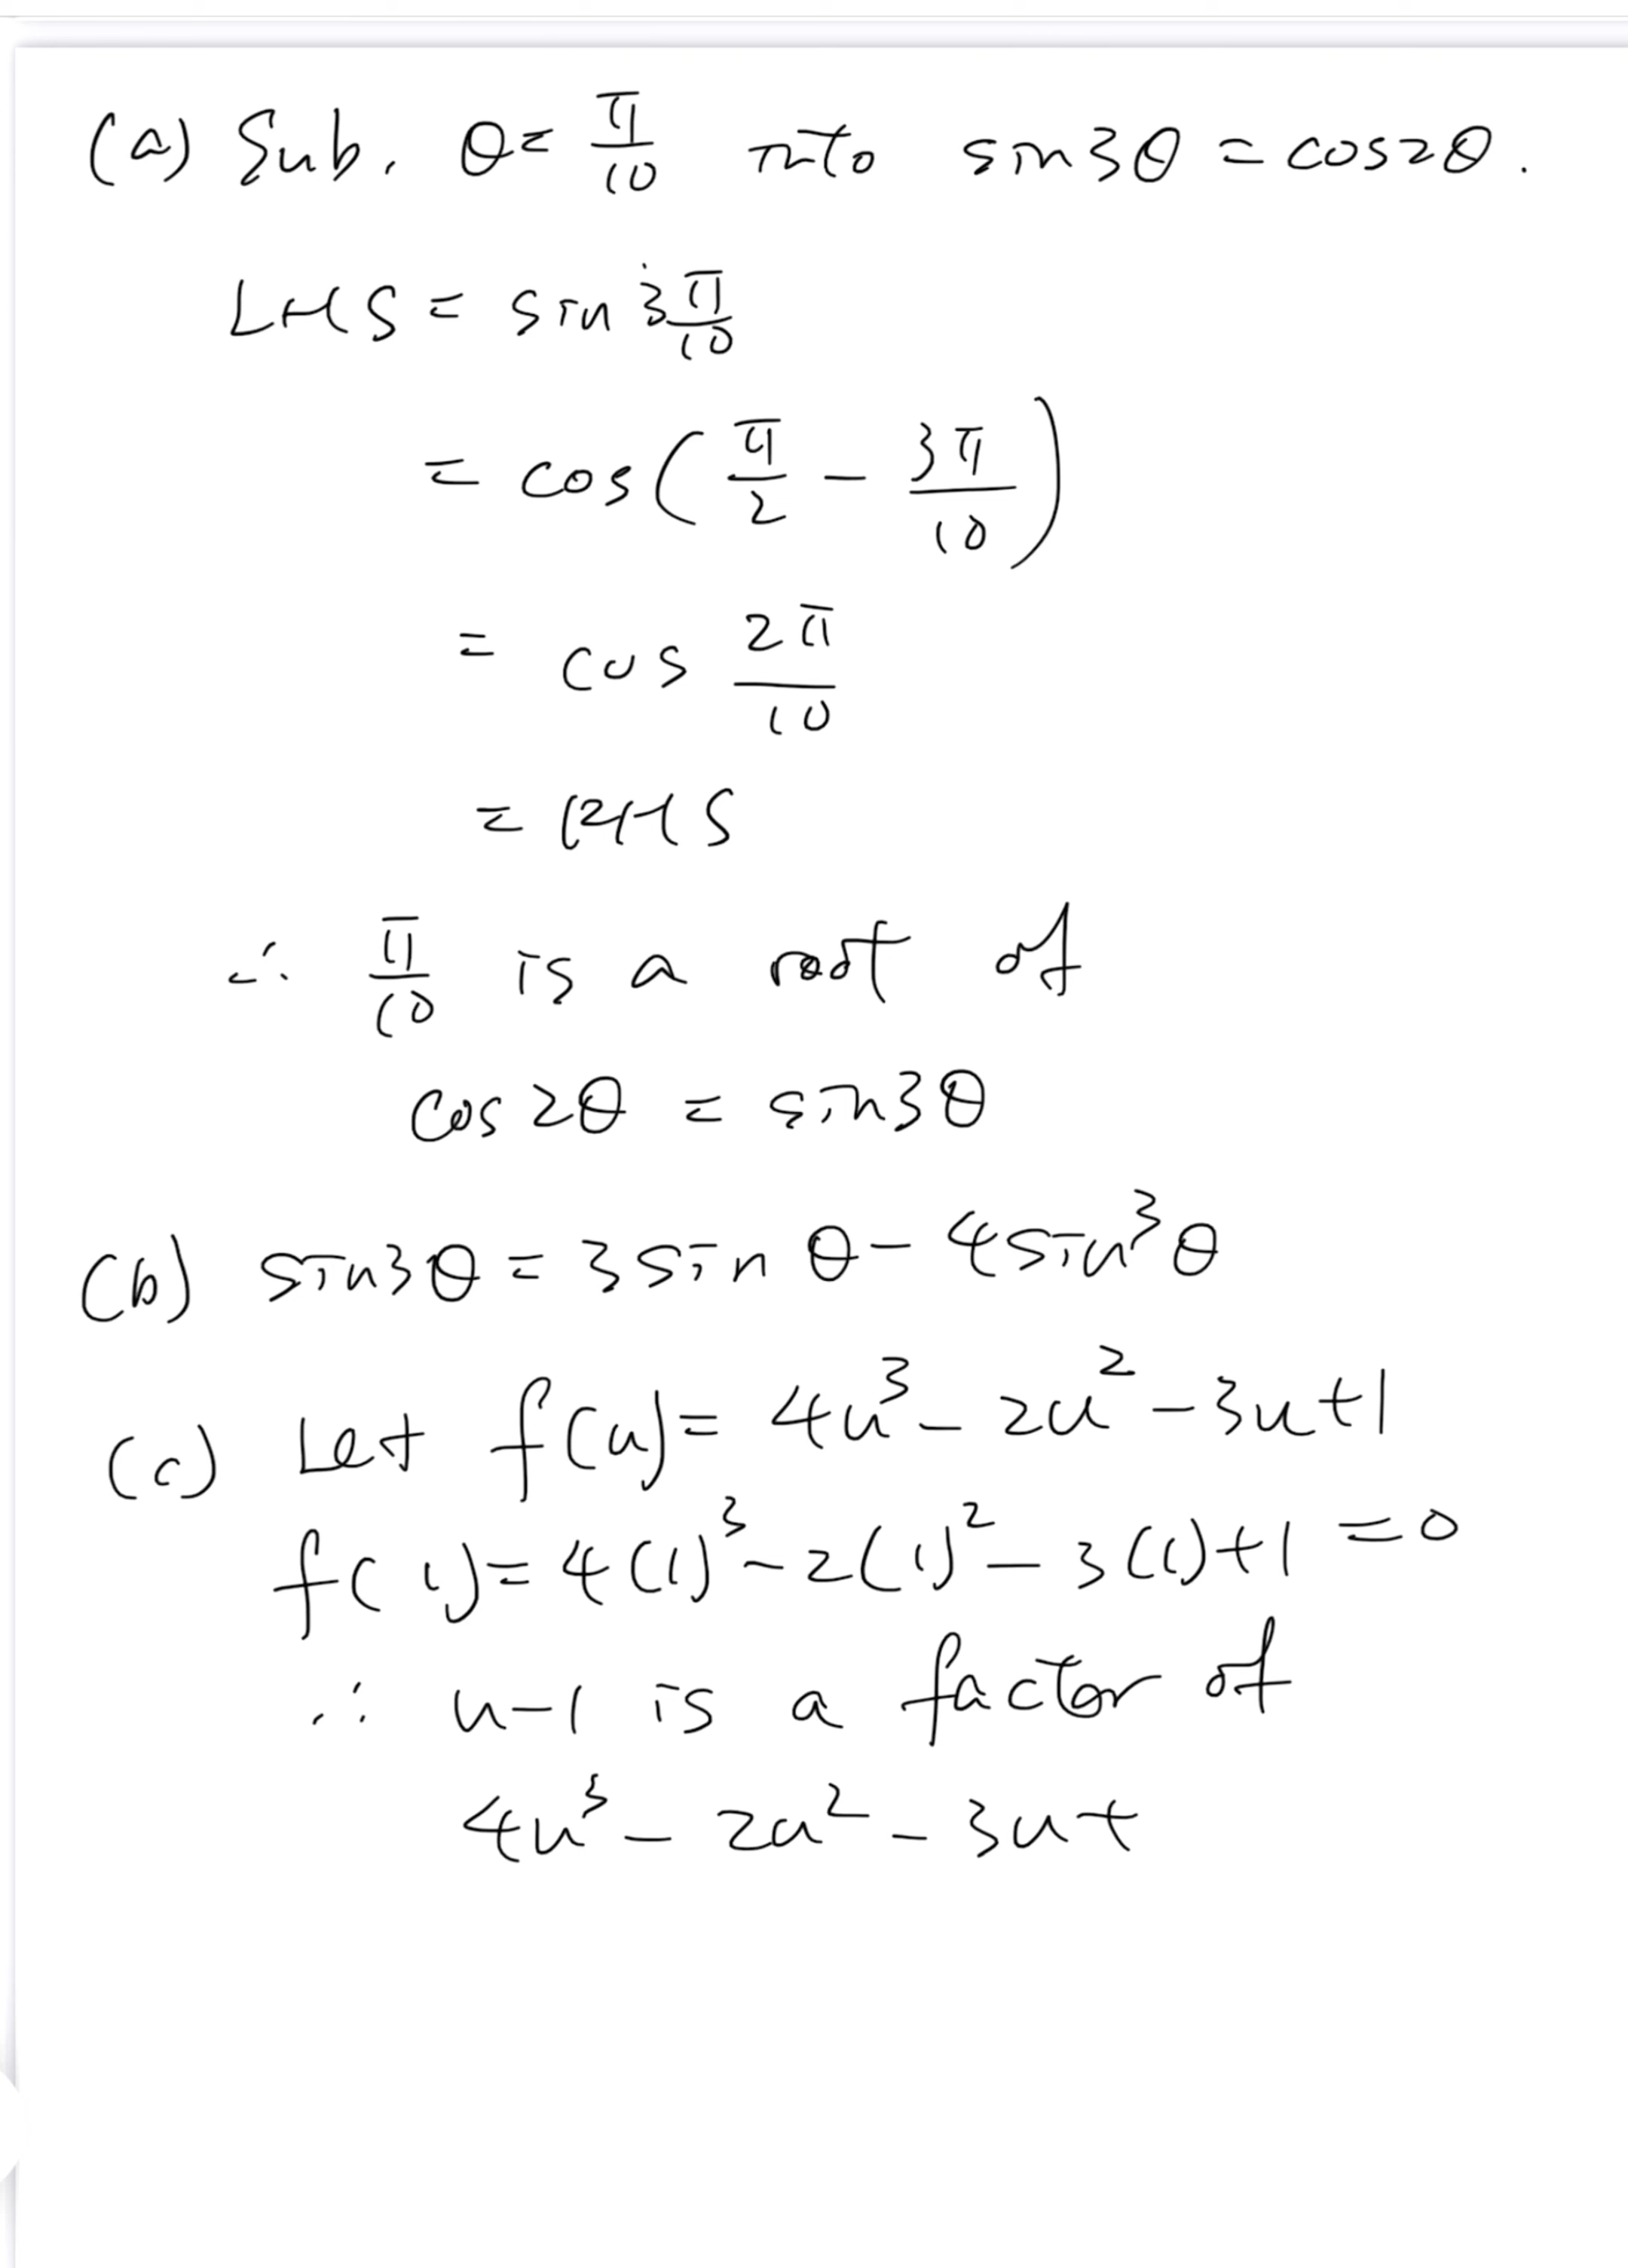 (a) Sub. θ = π/10 into sin3θ = cos2θ.
LHS = sin 3π/10
= cos(π/2 − 3π/10)
= cos 2π/10
= RHS
∴ π/10 is a root of
cos2θ = sin3θ
(b) sin3θ = 3sinθ − 4sin³θ
(c) Let f(u) = 4u³ − 2u² − 3u+1
f(1) = 4(1)³ − 2(1)² − 3(1)+1 = 0
∴ u−1 is a factor of
4u³ − 2u² − 3u+